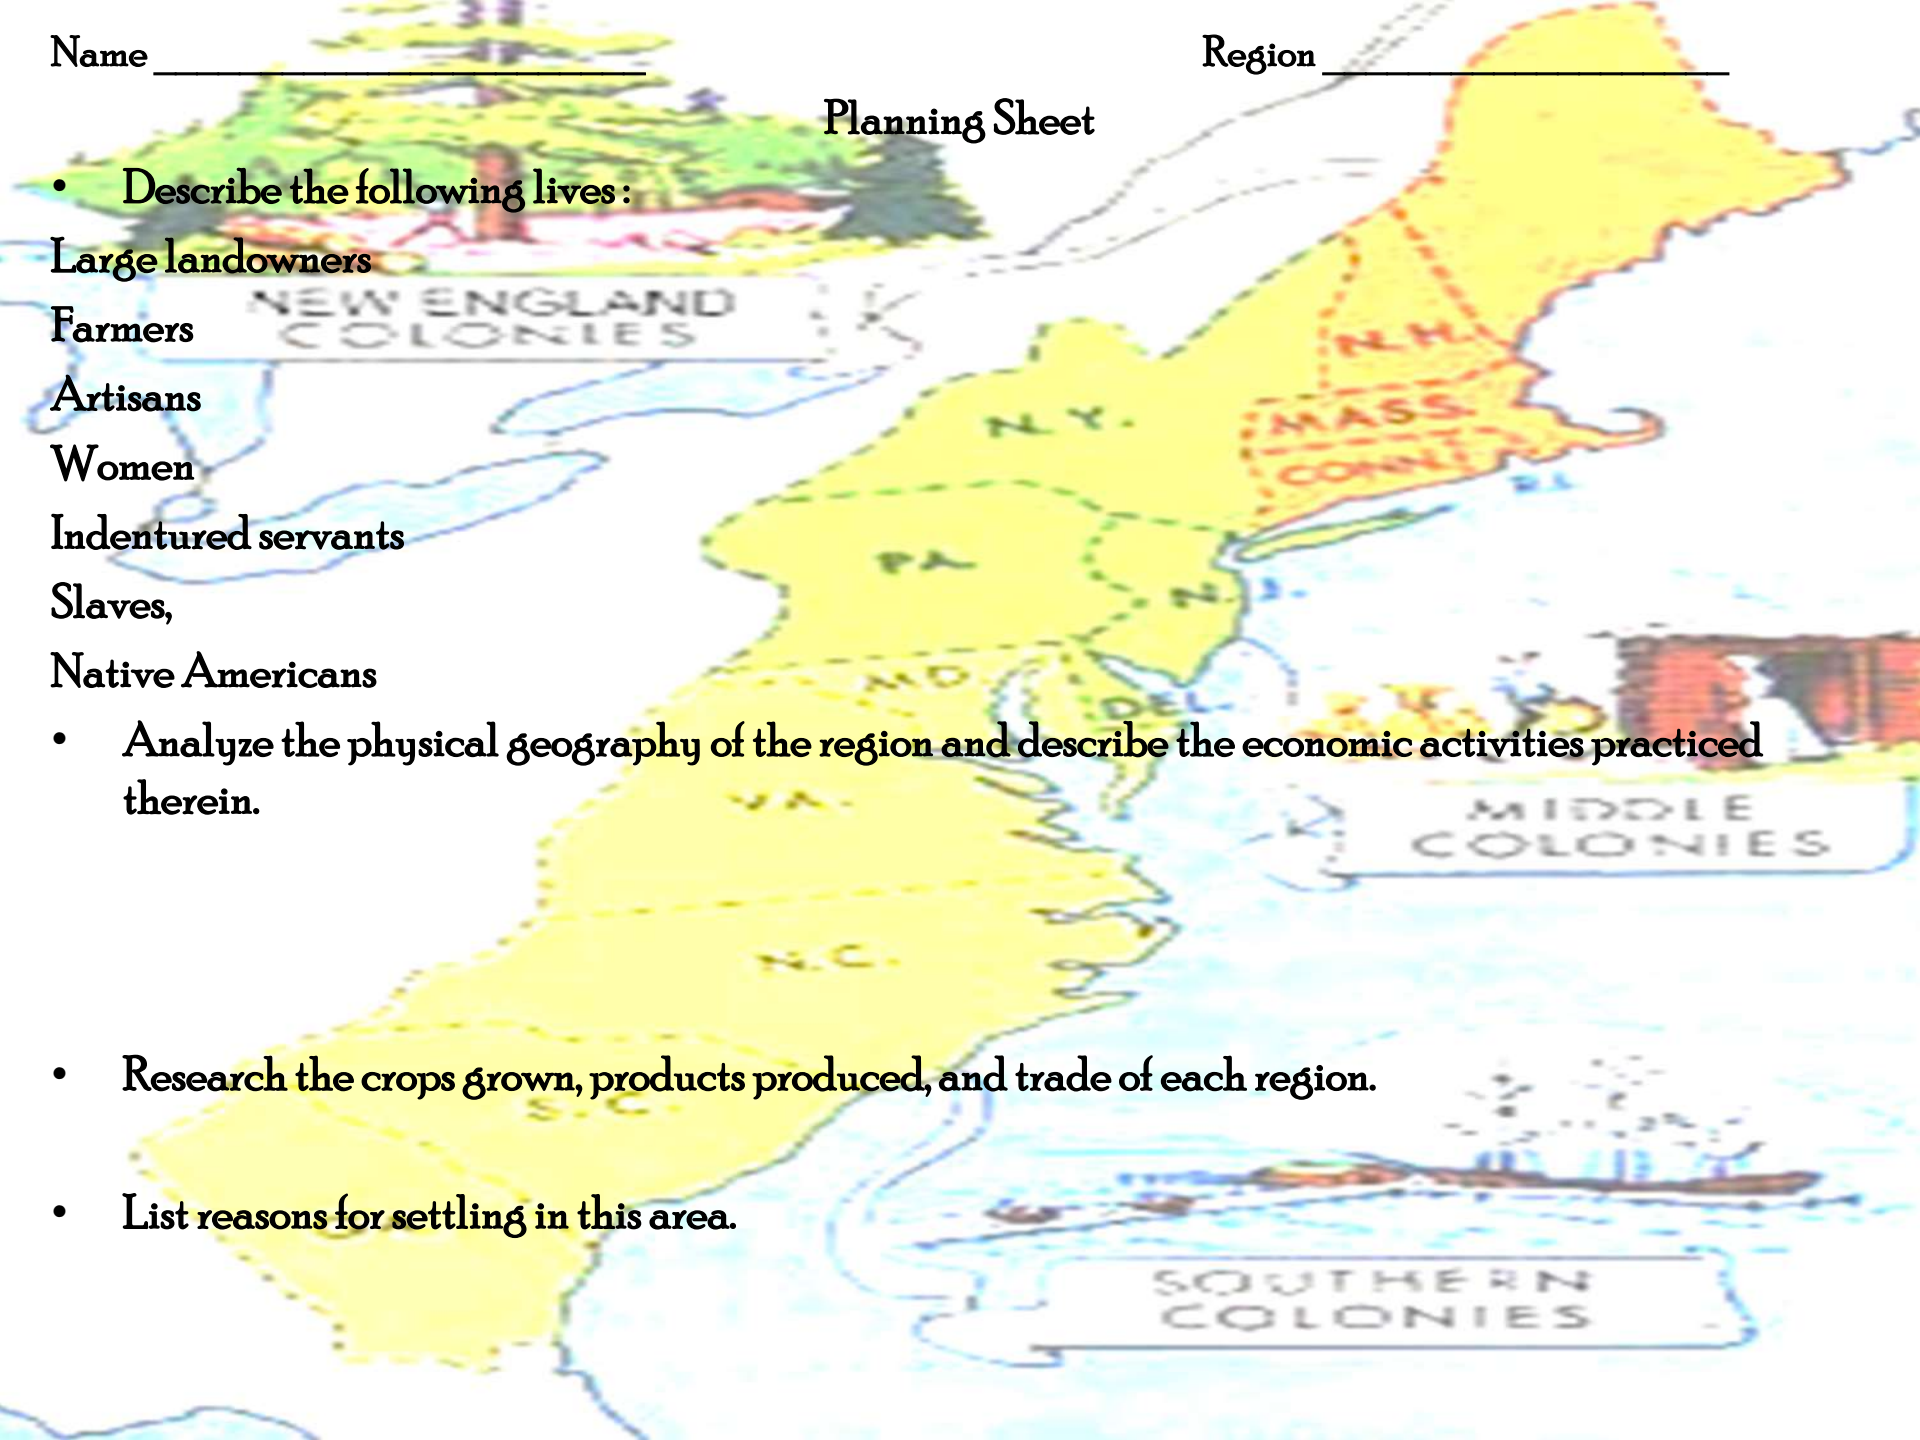 Name _______________________ Region ___________________
Planning Sheet
• Describe the following lives :
Large landowners
NEW ENGLAND
COLONIES
Farmers
N.H.
Artisans
MASS.
N.Y.
Women
CONN.
R.I.
Indentured servants
PA
N. J.
Slaves,
Native Americans
MD.
DEL.
• Analyze the physical geography of the region and describe the economic activities practiced
therein.
VA.
MIDDLE
COLONIES
N.C.
• Research the crops grown, products produced, and trade of each region.
S.C.
• List reasons for settling in this area.
SOUTHERN
COLONIES